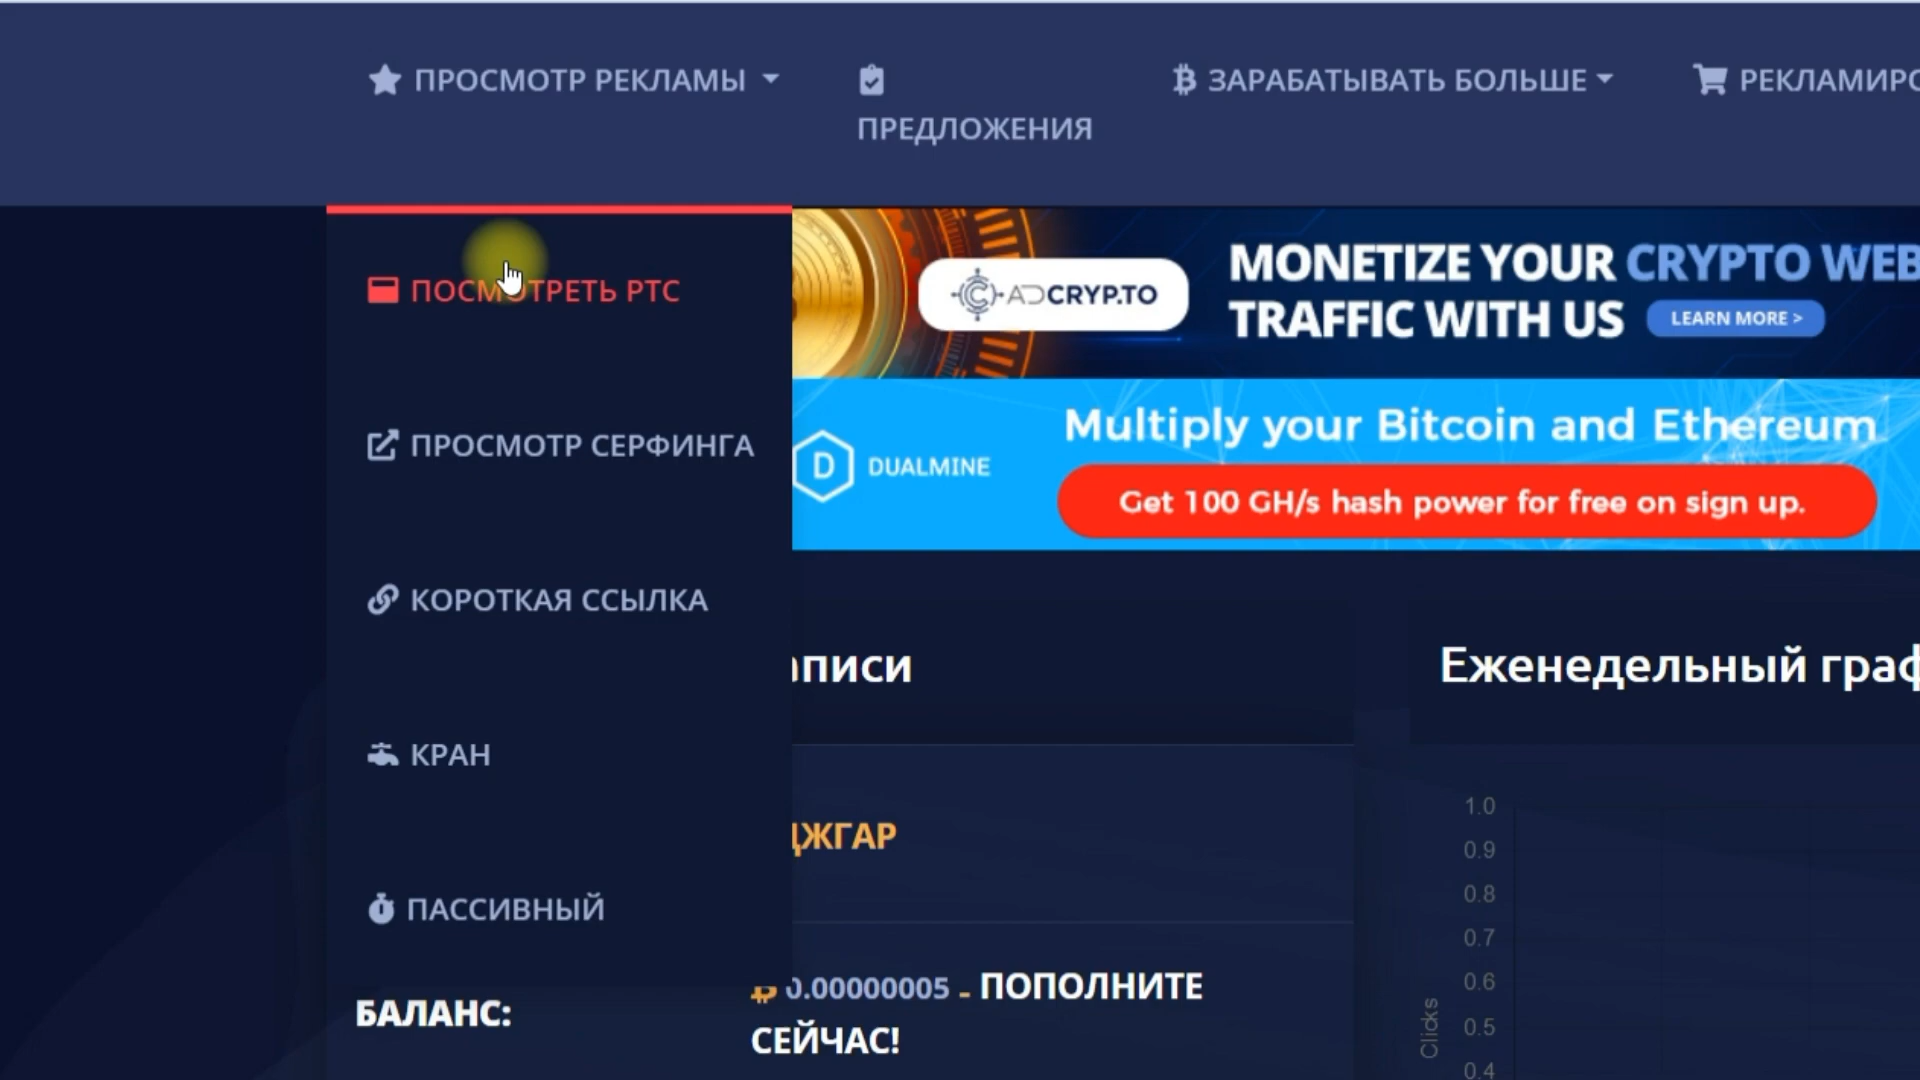 ПРОСМОТР РЕКЛАМЫ
ПРЕДЛОЖЕНИЯ
ЗАРАБАТЫВАТЬ БОЛЬШЕ
ПОСМОТРЕТЬ PTC
ПРОСМОТР СЕРФИНГА
КОРОТКАЯ ССЫЛКА
КРАН
ПАССИВНЫЙ
ADCRYP.TO
MONETIZE YOUR CRYPTO WEB
TRAFFIC WITH US
LEARN MORE >
D DUALMINE
Multiply your Bitcoin and Ethereum
Get 100 GH/s hash power for free on sign up.
Еженедельный
БАЛАНС:
0.00000005 - ПОПОЛНИТЕ
СЕЙЧАС!
1.0
0.9
0.8
0.7
0.6
0.5
0.4
Clicks